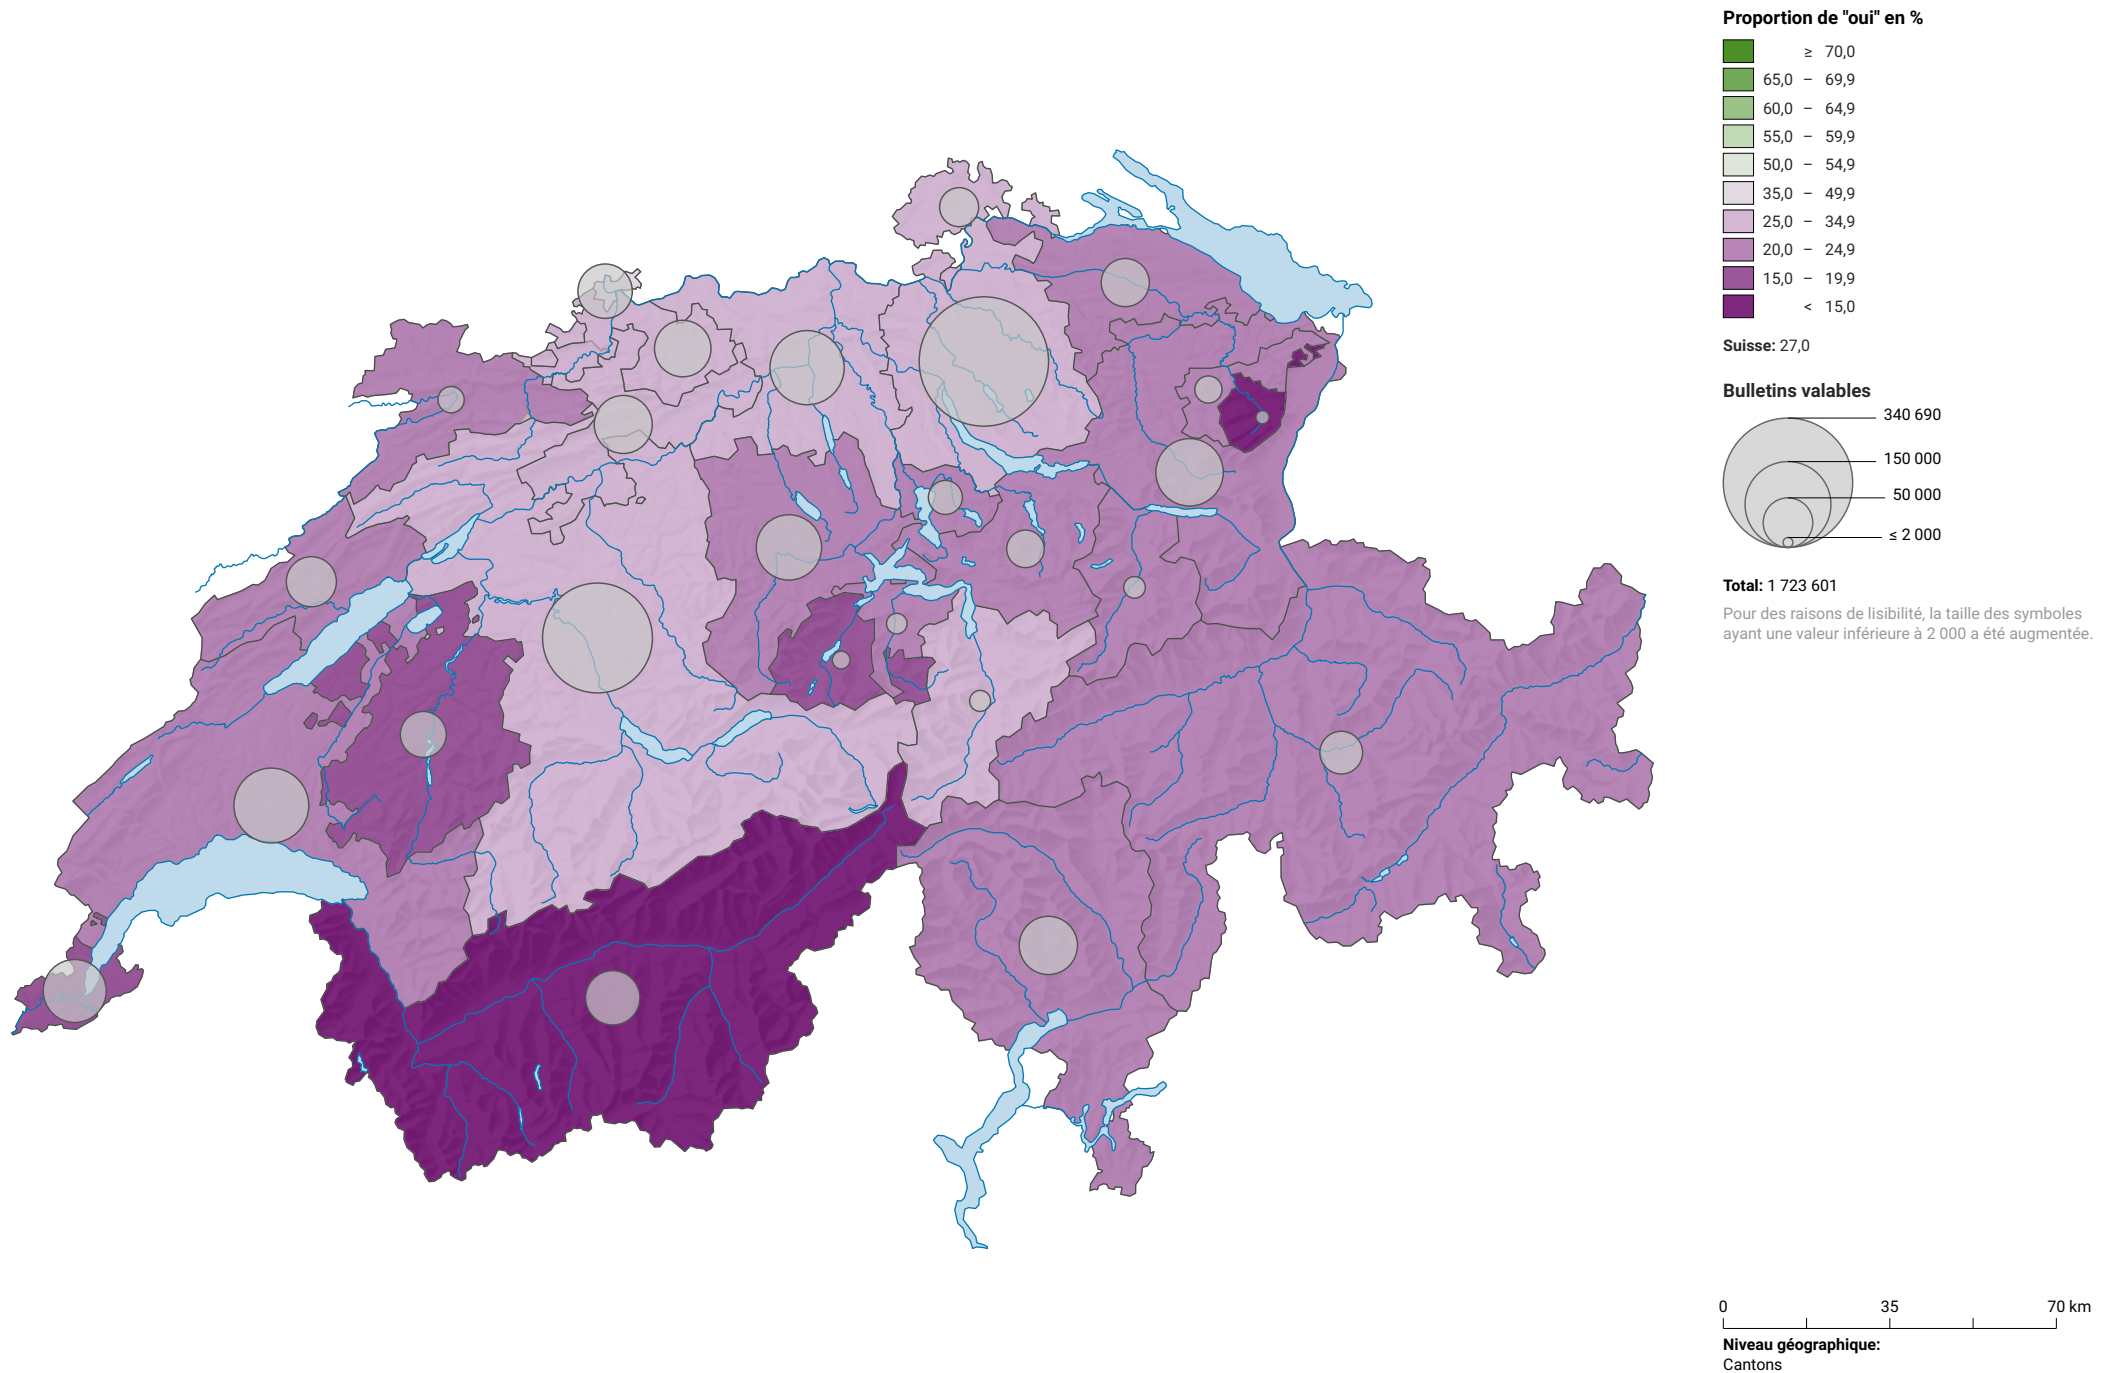 Proportion de "oui" en %
≥ 70,0
65,0 – 69,9
60,0 – 64,9
55,0 – 59,9
50,0 – 54,9
35,0 – 49,9
25,0 – 34,9
20,0 – 24,9
15,0 – 19,9
< 15,0
Suisse: 27,0
Bulletins valables
340 690
150 000
50 000
≤ 2 000
Total: 1 723 601
Pour des raisons de lisibilité, la taille des symboles
ayant une valeur inférieure à 2 000 a été augmentée.
0 35 70 km
Niveau géographique:
Cantons